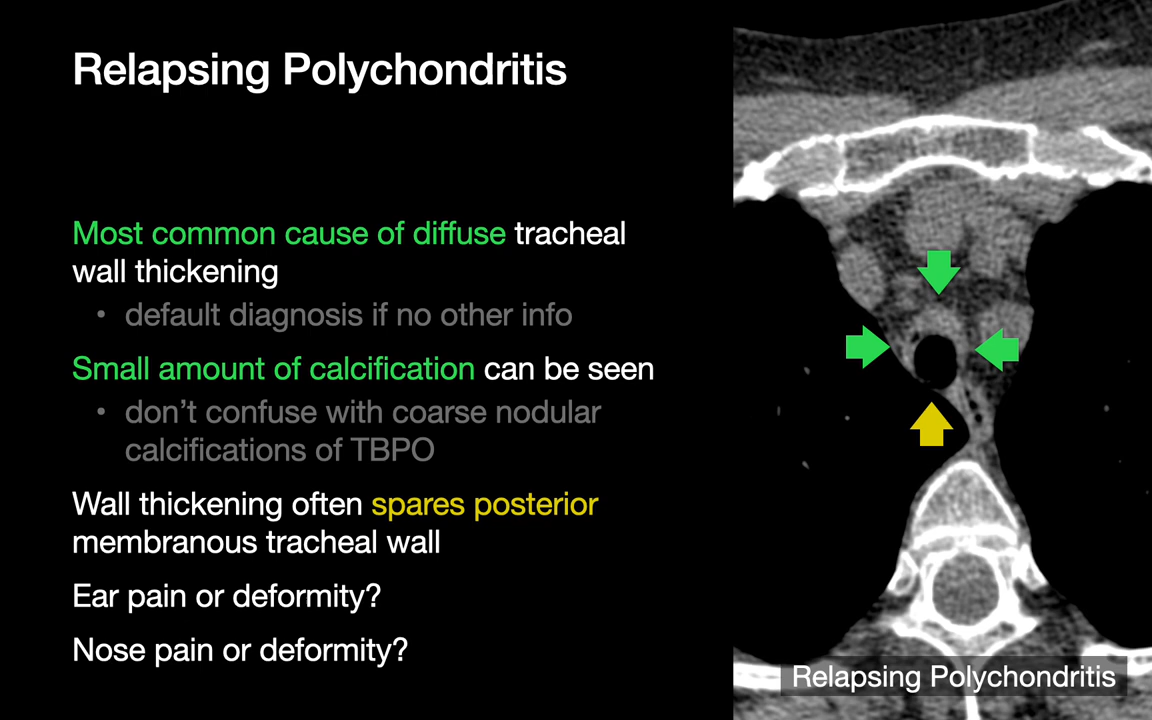 Relapsing Polychondritis
Most common cause of diffuse tracheal
wall thickening
• default diagnosis if no other info
Small amount of calcification can be seen
• don’t confuse with coarse nodular
calcifications of TBPO
Wall thickening often spares posterior
membranous tracheal wall
Ear pain or deformity?
Nose pain or deformity?
Relapsing Polychondritis